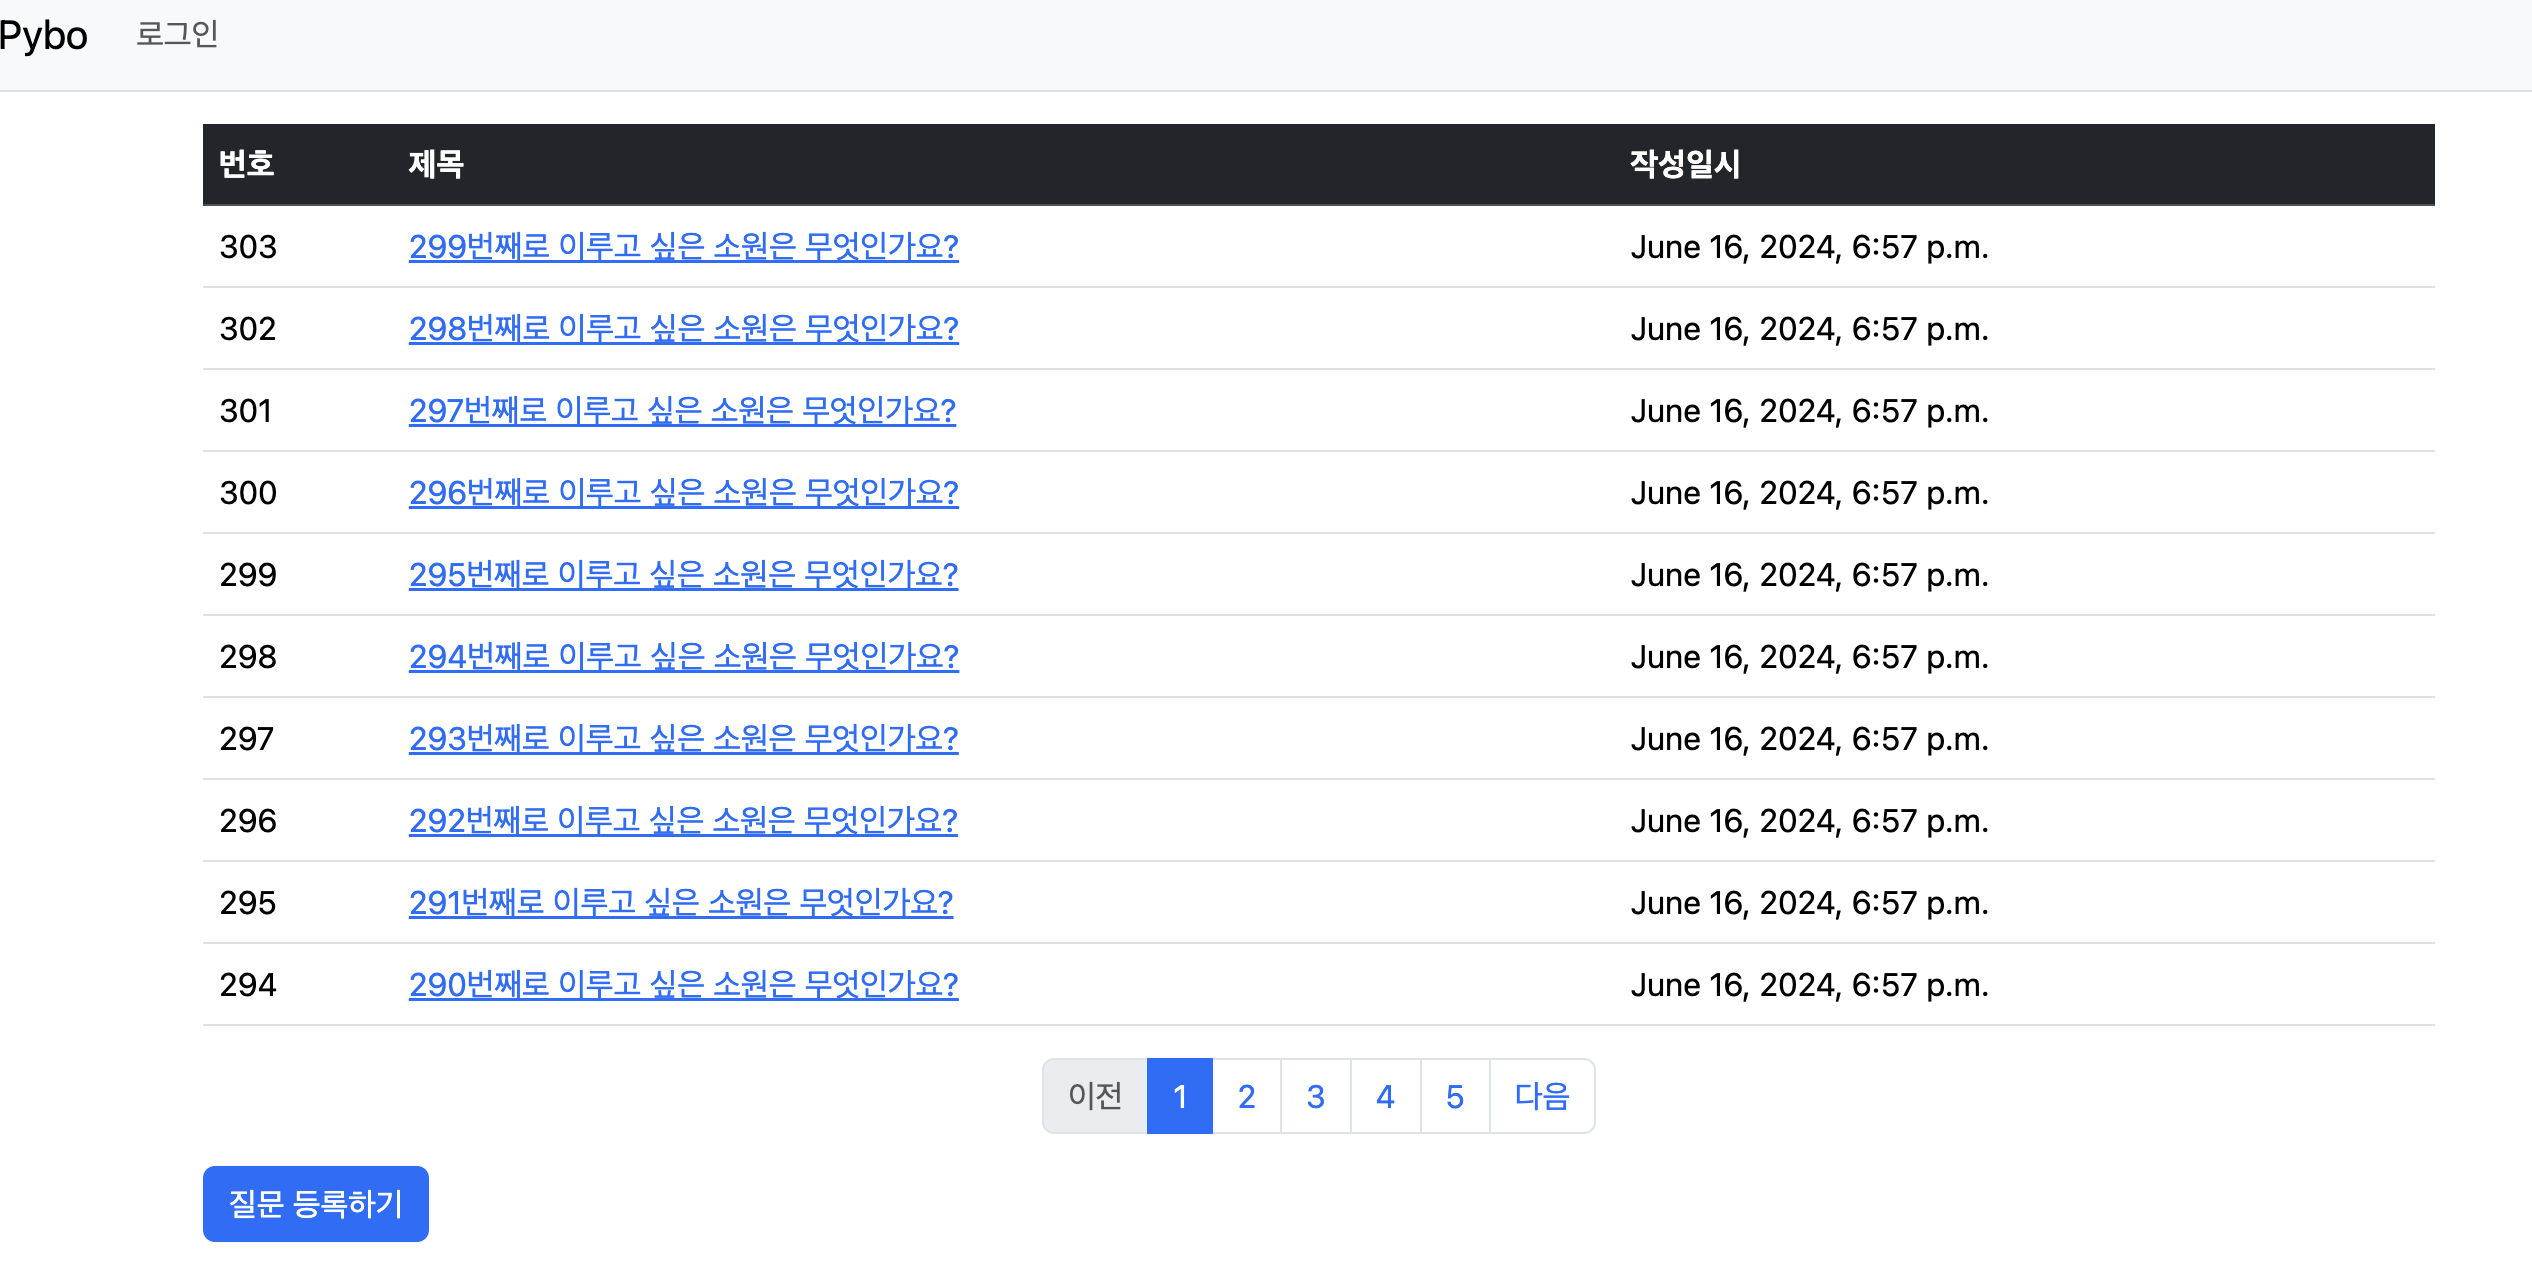 Pybo 로그인
번호 제목 작성일시
303 299번째로 이루고 싶은 소원은 무엇인가요? June 16, 2024, 6:57 p.m.
302 298번째로 이루고 싶은 소원은 무엇인가요? June 16, 2024, 6:57 p.m.
301 297번째로 이루고 싶은 소원은 무엇인가요? June 16, 2024, 6:57 p.m.
300 296번째로 이루고 싶은 소원은 무엇인가요? June 16, 2024, 6:57 p.m.
299 295번째로 이루고 싶은 소원은 무엇인가요? June 16, 2024, 6:57 p.m.
298 294번째로 이루고 싶은 소원은 무엇인가요? June 16, 2024, 6:57 p.m.
297 293번째로 이루고 싶은 소원은 무엇인가요? June 16, 2024, 6:57 p.m.
296 292번째로 이루고 싶은 소원은 무엇인가요? June 16, 2024, 6:57 p.m.
295 291번째로 이루고 싶은 소원은 무엇인가요? June 16, 2024, 6:57 p.m.
294 290번째로 이루고 싶은 소원은 무엇인가요? June 16, 2024, 6:57 p.m.
이전 1 2 3 4 5 다음
질문 등록하기